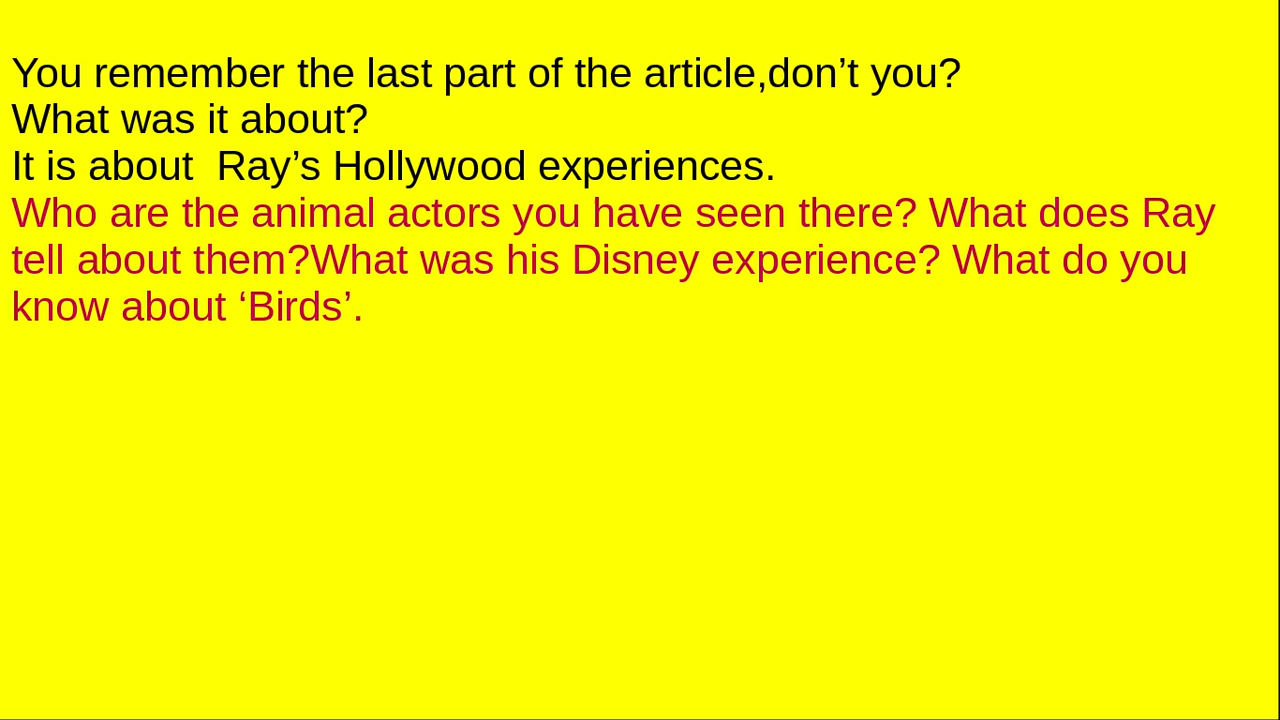 You remember the last part of the article,don’t you?
What was it about?
It is about  Ray’s Hollywood experiences.
Who are the animal actors you have seen there? What does Ray
tell about them?What was his Disney experience? What do you
know about ‘Birds’.